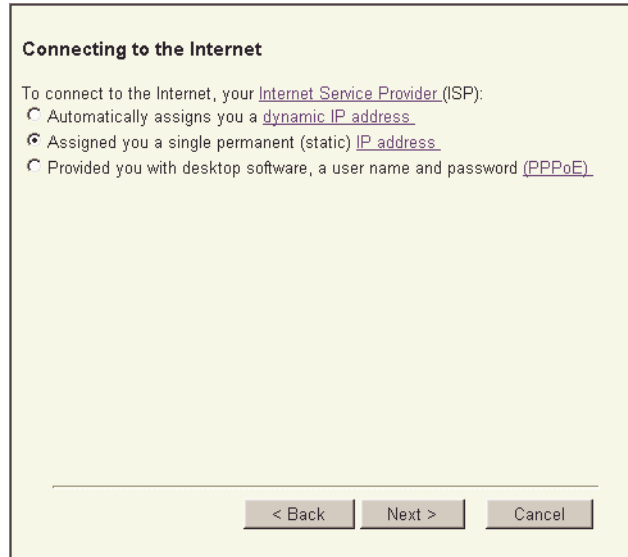 Connecting to the Internet
To connect to the Internet, your Internet Service Provider (ISP):
Automatically assigns you a dynamic IP address
Assigned you a single permanent (static) IP address
Provided you with desktop software, a user name and password (PPPoE)
< Back Next > Cancel